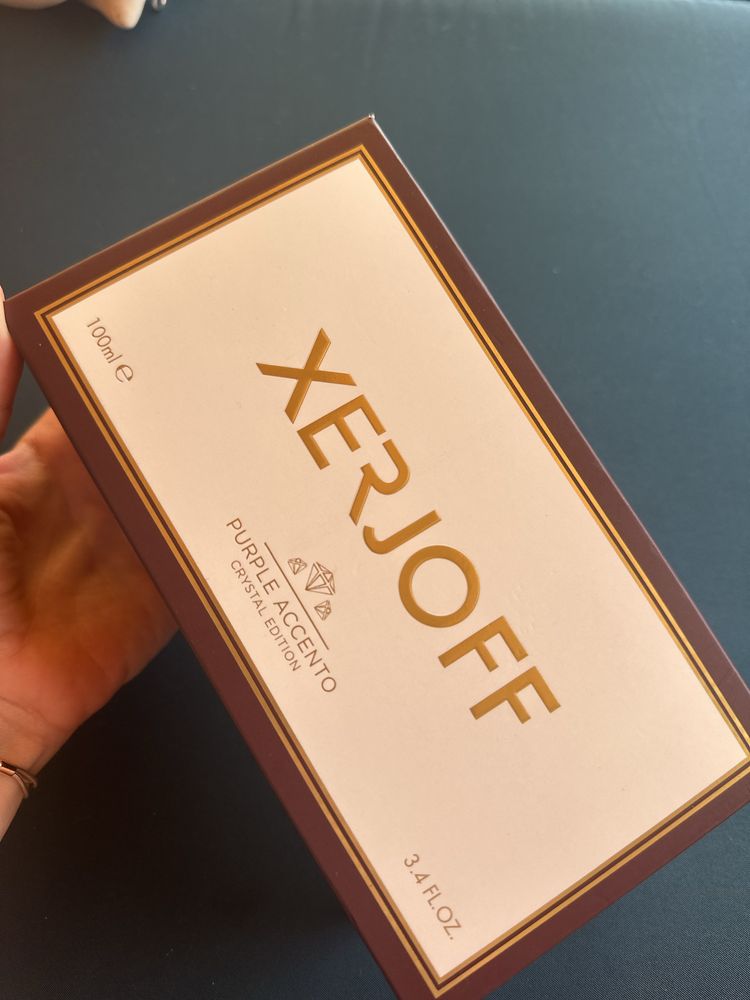 XERJOFF
PURPLE ACCENTO
CRYSTAL EDITION
100ml ℮
3.4 FL.OZ.